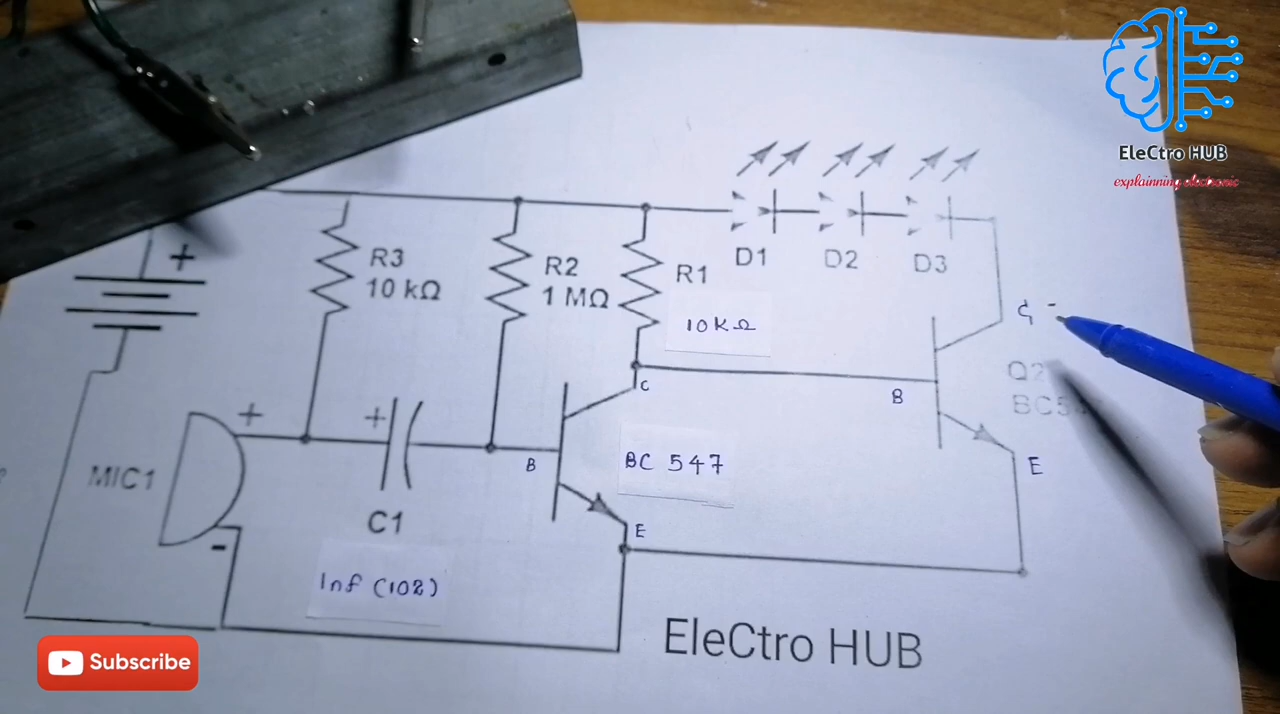 EleCtro HUB
explainning electronic
+
R3
10 kΩ
R2
1 MΩ
R1
10KΩ
D1
D2
D3
C
Q2
B
E
C
+
+
B
BC 547
MIC1
C1
E
-
1nf (102)
EleCtro HUB
Subscribe